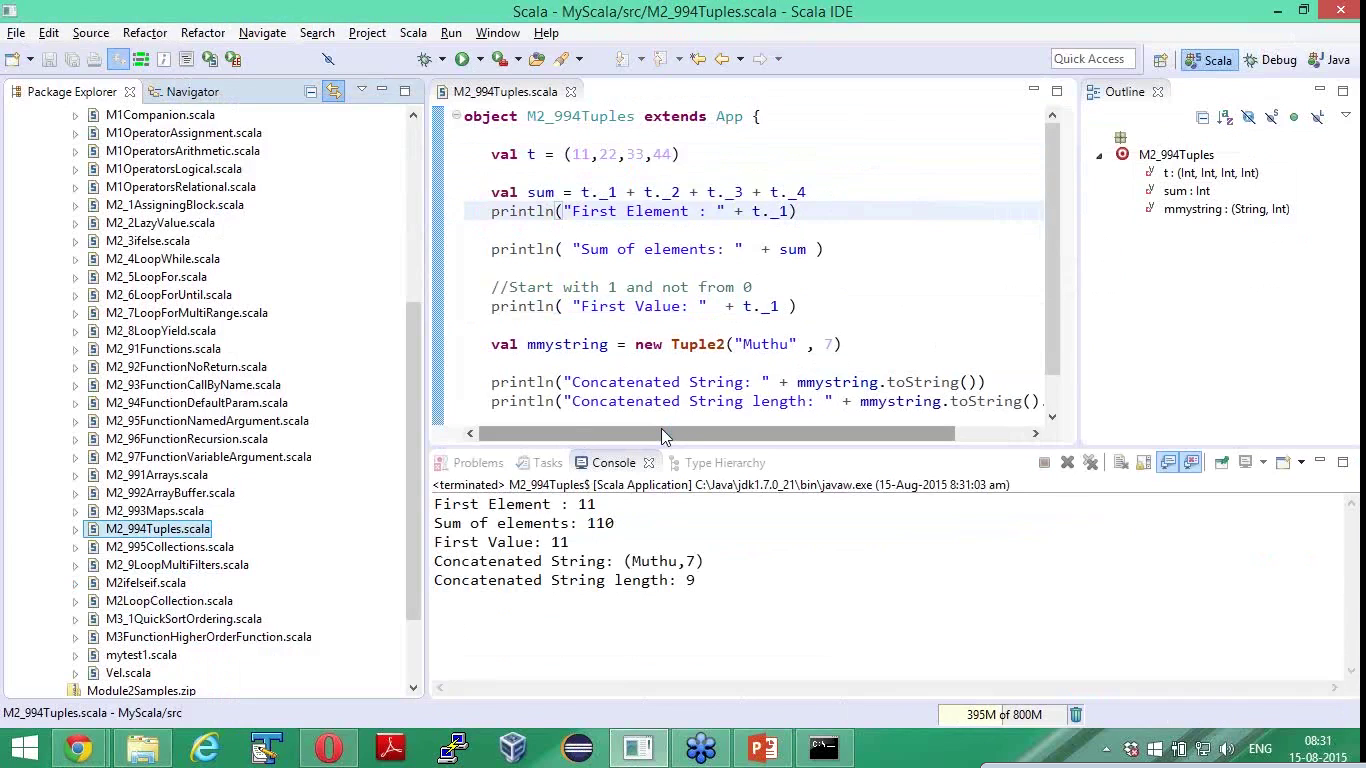 Scala - MyScala/src/M2_994Tuples.scala - Scala IDE
File Edit Source Refactor Refactor Navigate Search Project Scala Run Window Help
Quick Access Scala Debug Java
Package Explorer Navigator
M1Companion.scala
M1OperatorAssignment.scala
M1OperatorsArithmetic.scala
M1OperatorsLogical.scala
M1OperatorsRelational.scala
M2_1AssigningBlock.scala
M2_2LazyValue.scala
M2_3ifelse.scala
M2_4LoopWhile.scala
M2_5LoopFor.scala
M2_6LoopForUntil.scala
M2_7LoopForMultiRange.scala
M2_8LoopYield.scala
M2_91Functions.scala
M2_92FunctionNoReturn.scala
M2_93FunctionCallByName.scala
M2_94FunctionDefaultParam.scala
M2_95FunctionNamedArgument.scala
M2_96FunctionRecursion.scala
M2_97FunctionVariableArgument.scala
M2_991Arrays.scala
M2_992ArrayBuffer.scala
M2_993Maps.scala
M2_994Tuples.scala
M2_995Collections.scala
M2_9LoopMultiFilters.scala
M2ifelseif.scala
M2LoopCollection.scala
M3_1QuickSortOrdering.scala
M3FunctionHigherOrderFunction.scala
mytest1.scala
Vel.scala
Module2Samples.zip
M2_994Tuples.scala
object M2_994Tuples extends App {
val t = (11,22,33,44)
val sum = t._1 + t._2 + t._3 + t._4
println("First Element : " + t._1)
println( "Sum of elements: " + sum )
//Start with 1 and not from 0
println( "First Value: " + t._1 )
val mmystring = new Tuple2("Muthu" , 7)
println("Concatenated String: " + mmystring.toString())
println("Concatenated String length: " + mmystring.toString().
Outline
M2_994Tuples
t : (Int, Int, Int, Int)
sum : Int
mmystring : (String, Int)
Problems Tasks Console Type Hierarchy
<terminated> M2_994Tuples$ [Scala Application] C:\Java\jdk1.7.0_21\bin\javaw.exe (15-Aug-2015 8:31:03 am)
First Element : 11
Sum of elements: 110
First Value: 11
Concatenated String: (Muthu,7)
Concatenated String length: 9
M2_994Tuples.scala - MyScala/src
395M of 800M
ENG
08:31
15-08-2015